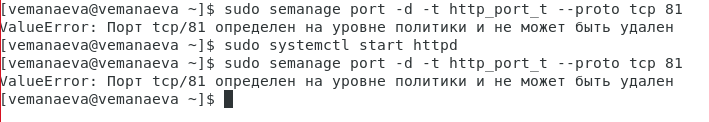 [vemanaeva@vemanaeva ~]$ sudo semanage port -d -t http_port_t --proto tcp 81
ValueError: Порт tcp/81 определен на уровне политики и не может быть удален
[vemanaeva@vemanaeva ~]$ sudo systemctl start httpd
[vemanaeva@vemanaeva ~]$ sudo semanage port -d -t http_port_t --proto tcp 81
ValueError: Порт tcp/81 определен на уровне политики и не может быть удален
[vemanaeva@vemanaeva ~]$